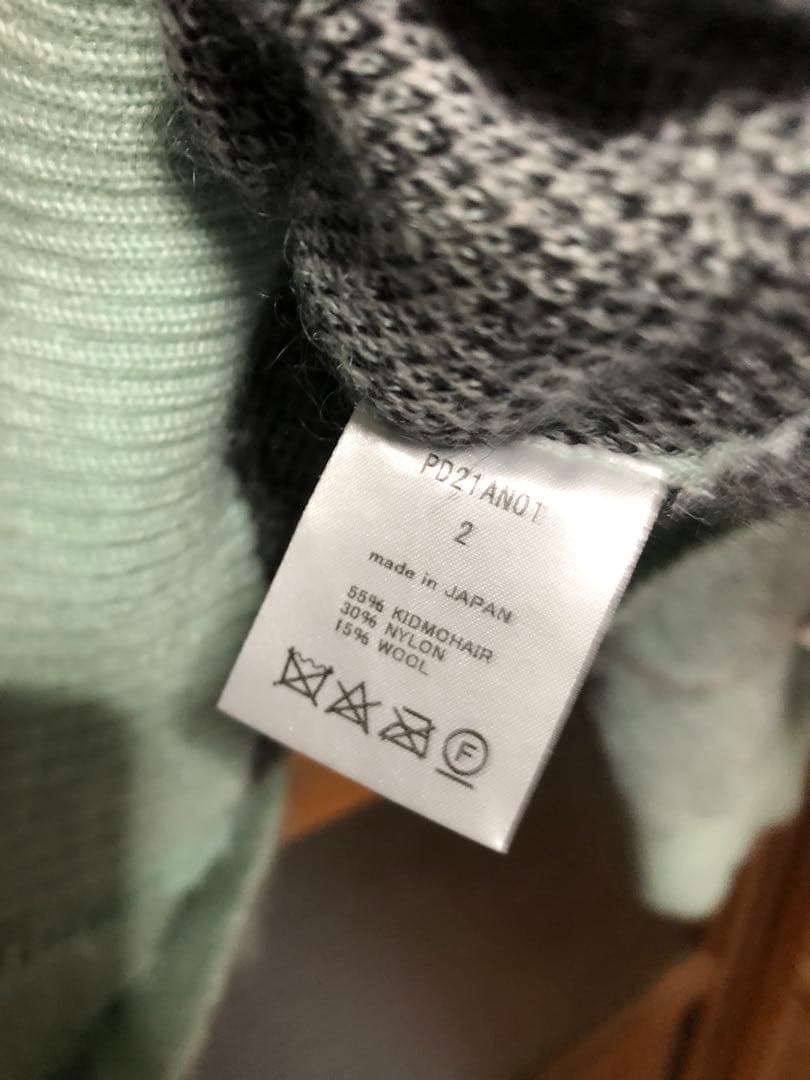 PD21AN01
2
made in JAPAN
55% KIDMOHAIR
30% NYLON
15% WOOL
F